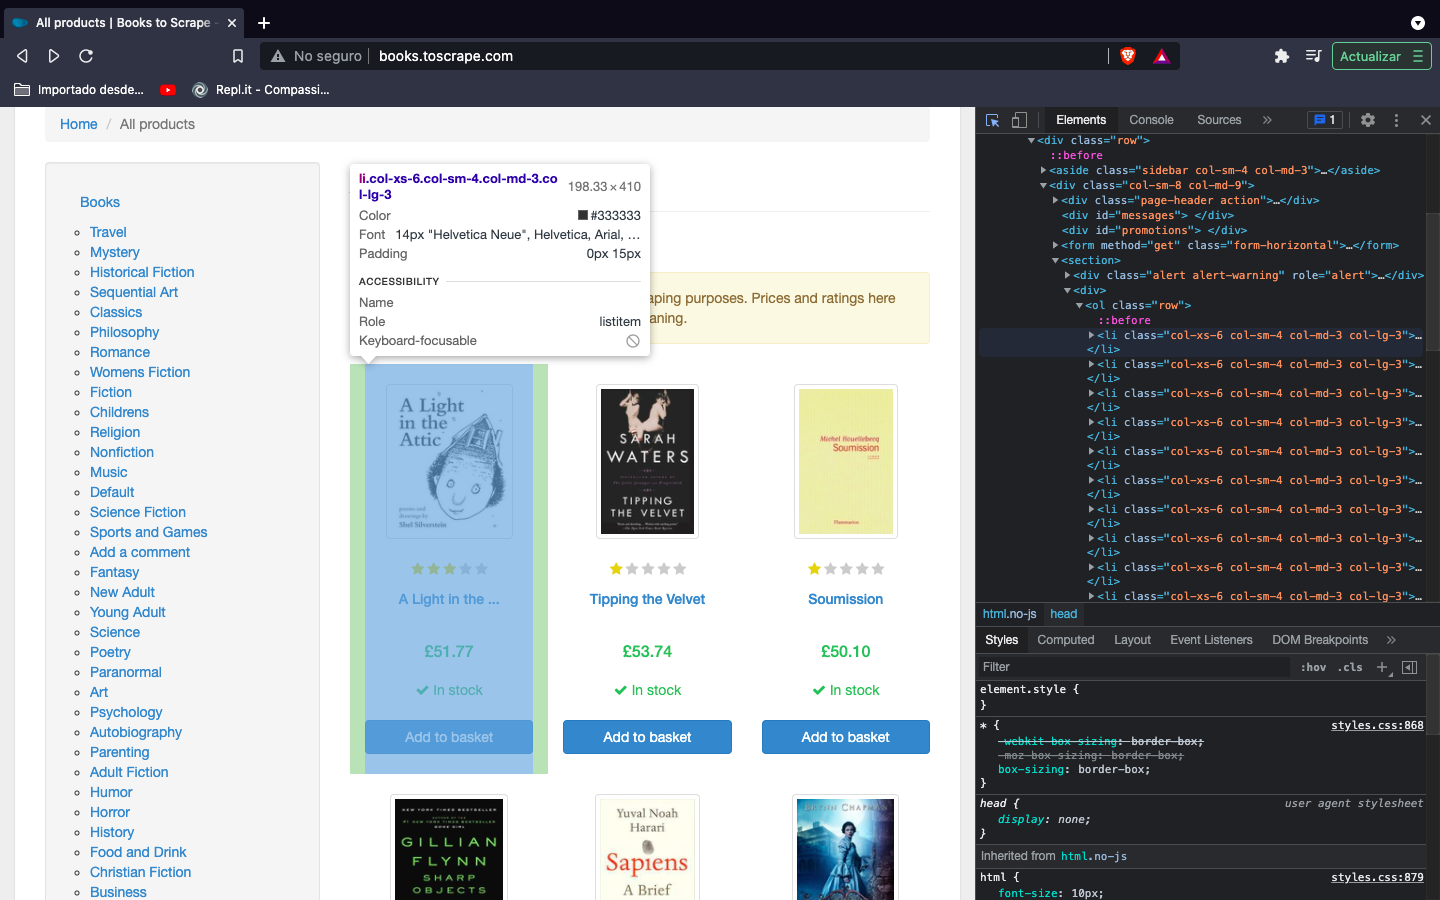 All products | Books to Scrape -
No seguro
books.toscrape.com
Actualizar
Importado desde...
Repl.it - Compassi...
Home / All products
Books
Travel
Mystery
Historical Fiction
Sequential Art
Classics
Philosophy
Romance
Womens Fiction
Fiction
Childrens
Religion
Nonfiction
Music
Default
Science Fiction
Sports and Games
Add a comment
Fantasy
New Adult
Young Adult
Science
Poetry
Paranormal
Art
Psychology
Autobiography
Parenting
Adult Fiction
Humor
Horror
History
Food and Drink
Christian Fiction
Business
li.col-xs-6.col-sm-4.col-md-3.co
l-lg-3
198.33 × 410
Color #333333
Font 14px "Helvetica Neue", Helvetica, Arial, ...
Padding 0px 15px
ACCESSIBILITY
Name
Role listitem
Keyboard-focusable
aping purposes. Prices and ratings here
aning.
A Light
in the
Attic
poems and
drawings by
Shel Silverstein
A Light in the ...
£51.77
In stock
Add to basket
SARAH
WATERS
TIPPING
THE VELVET
Tipping the Velvet
£53.74
In stock
Add to basket
Michel Houellebecq
Soumission
Flammarion
Soumission
£50.10
In stock
Add to basket
NEW YORK TIMES BESTSELLER
GONE GIRL
GILLIAN
FLYNN
SHARP
OBJECTS
Yuval Noah
Harari
Sapiens
A Brief
Elements
Console
Sources
»
1
<div class="row">
::before
<aside class="sidebar col-sm-4 col-md-3">…</aside>
<div class="col-sm-8 col-md-9">
<div class="page-header action">…</div>
<div id="messages"> </div>
<div id="promotions"> </div>
<form method="get" class="form-horizontal">…</form>
<section>
<div class="alert alert-warning" role="alert">…</div>
<div>
<ol class="row">
::before
<li class="col-xs-6 col-sm-4 col-md-3 col-lg-3">…
</li>
<li class="col-xs-6 col-sm-4 col-md-3 col-lg-3">…
</li>
<li class="col-xs-6 col-sm-4 col-md-3 col-lg-3">…
</li>
<li class="col-xs-6 col-sm-4 col-md-3 col-lg-3">…
</li>
<li class="col-xs-6 col-sm-4 col-md-3 col-lg-3">…
</li>
<li class="col-xs-6 col-sm-4 col-md-3 col-lg-3">…
</li>
<li class="col-xs-6 col-sm-4 col-md-3 col-lg-3">…
</li>
<li class="col-xs-6 col-sm-4 col-md-3 col-lg-3">…
</li>
<li class="col-xs-6 col-sm-4 col-md-3 col-lg-3">…
</li>
<li class="col-xs-6 col-sm-4 col-md-3 col-lg-3">…
html.no-js head
Styles Computed Layout Event Listeners DOM Breakpoints »
Filter :hov .cls +
element.style {
}
* { styles.css:868
-webkit-box-sizing: border-box;
-moz-box-sizing: border-box;
box-sizing: border-box;
}
head { user agent stylesheet
display: none;
}
Inherited from html.no-js
html { styles.css:879
font-size: 10px;